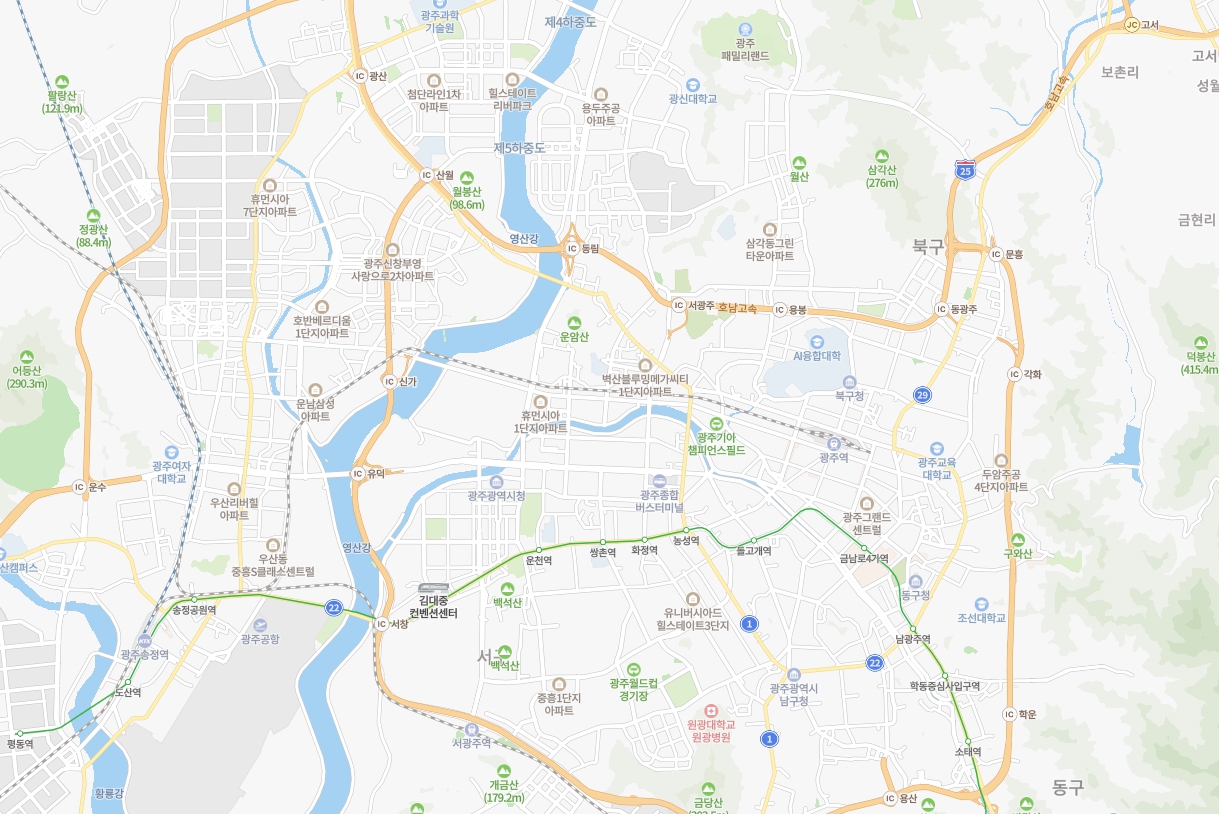 광주과학
기술원
제4하중도
광주
패밀리랜드
JC 고서
고서
성월
보촌리
호남고속
IC 광산
첨단라인1차
아파트
힐스테이트
리버파크
용두주공
아파트
광신대학교
팔랑산
(121.9m)
제5하중도
IC 산월
월봉산
(98.6m)
월산
삼각산
(276m)
25
휴먼시아
7단지아파트
정광산
(88.4m)
금현리
영산강
IC 동림
광주신창부영
사랑으로2차아파트
삼각동그린
타운아파트
북구
IC 문흥
IC 서광주
호남고속
IC 용봉
IC 동광주
호반베르디움
1단지아파트
운암산
AI융합대학
어등산
(290.3m)
덕봉산
(415.4m
벽산블루밍메가씨티
1단지아파트
북구청
IC 각화
IC 신가
운남삼성
아파트
휴먼시아
1단지아파트
29
광주기아
챔피언스필드
광주역
광주교육
대학교
광주여자
대학교
두암주공
4단지아파트
IC 유덕
IC 운수
우산리버힐
아파트
광주광역시청
광주종합
버스터미널
광주그랜드
센트럴
영산강
우산동
중흥S클래스센트럴
산캠퍼스
운천역
쌍촌역
화정역
농성역
돌고개역
금남로4가역
구와산
김대중
컨벤션센터
백석산
동구청
송정공원역
22
IC 서창
유니버시아드
힐스테이트3단지
1
조선대학교
광주송정역
KTX
광주공항
남광주역
서구
백석산
22
도산역
중흥1단지
아파트
광주월드컵
경기장
광주광역시
남구청
학동증심사입구역
원광대학교
광주병원
IC 학운
평동역
서광주역
1
소태역
황룡강
개금산
(179.2m)
금당산
IC 용산
동구